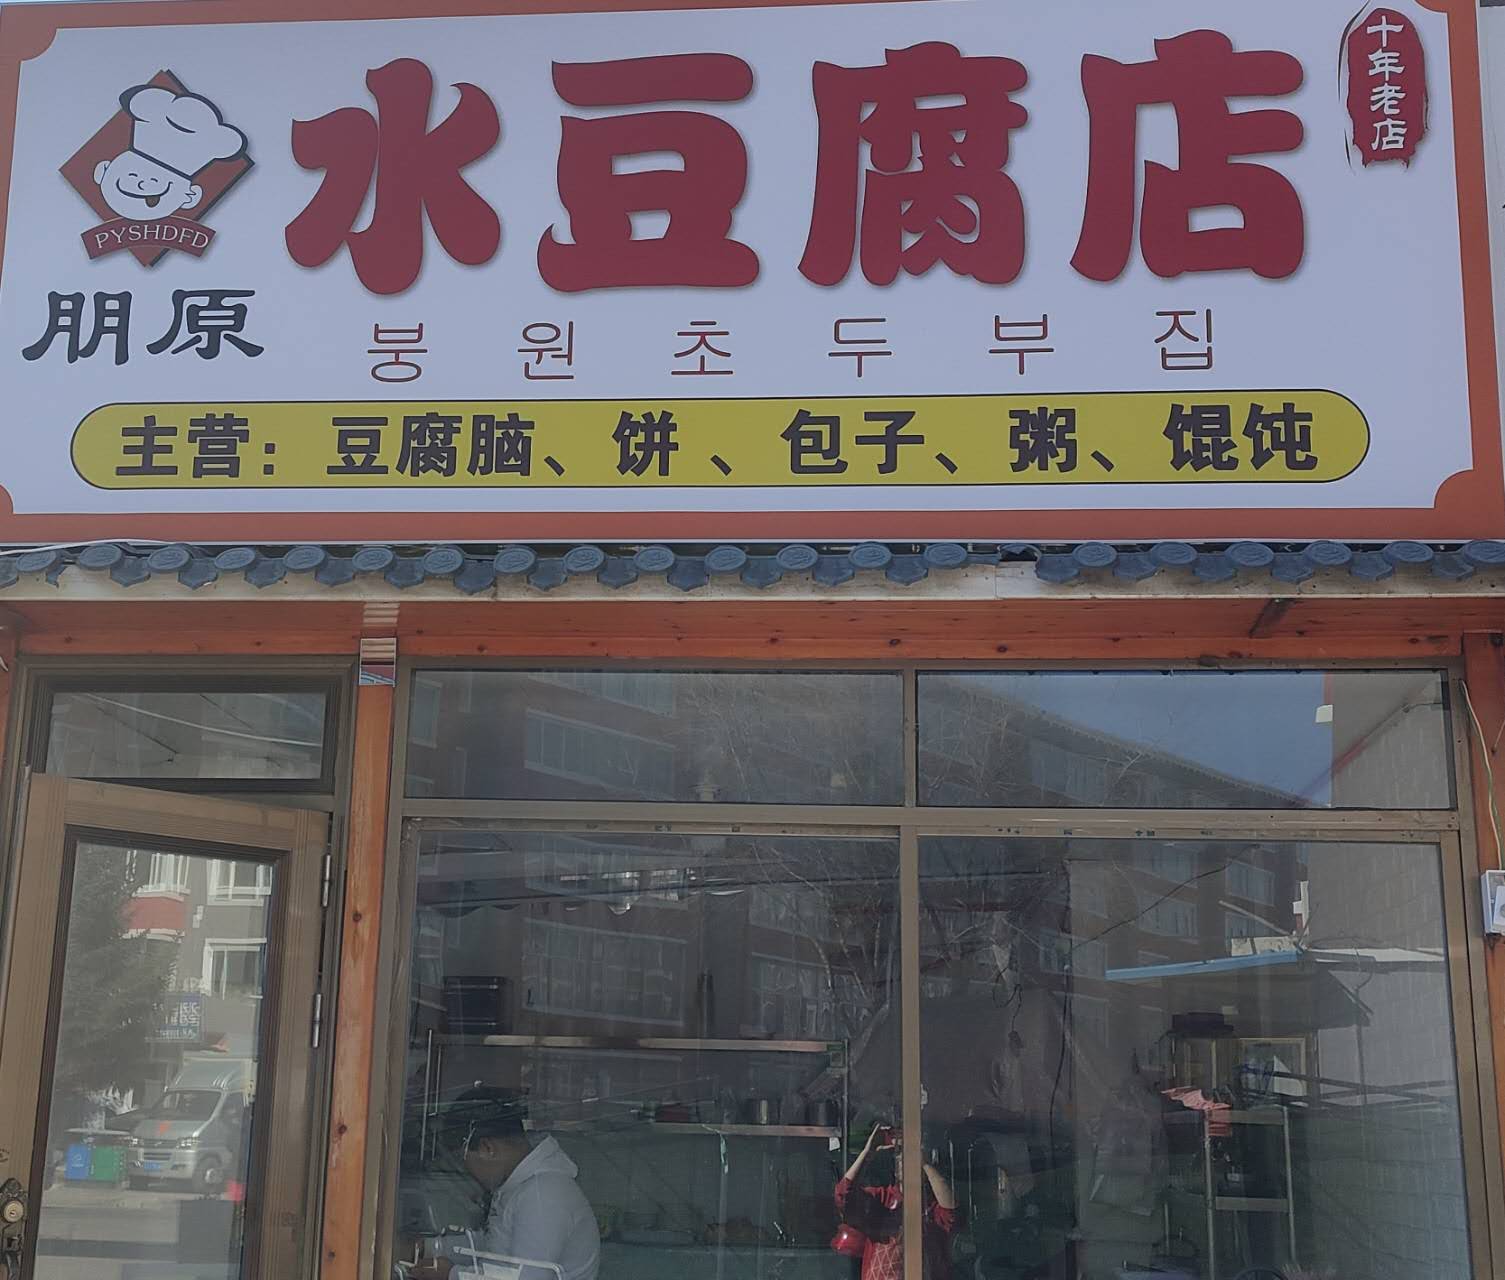 水豆腐店
十年老店
PYSHDFD
朋原
붕원초두부집
主营：豆腐脑、饼、包子、粥、馄饨